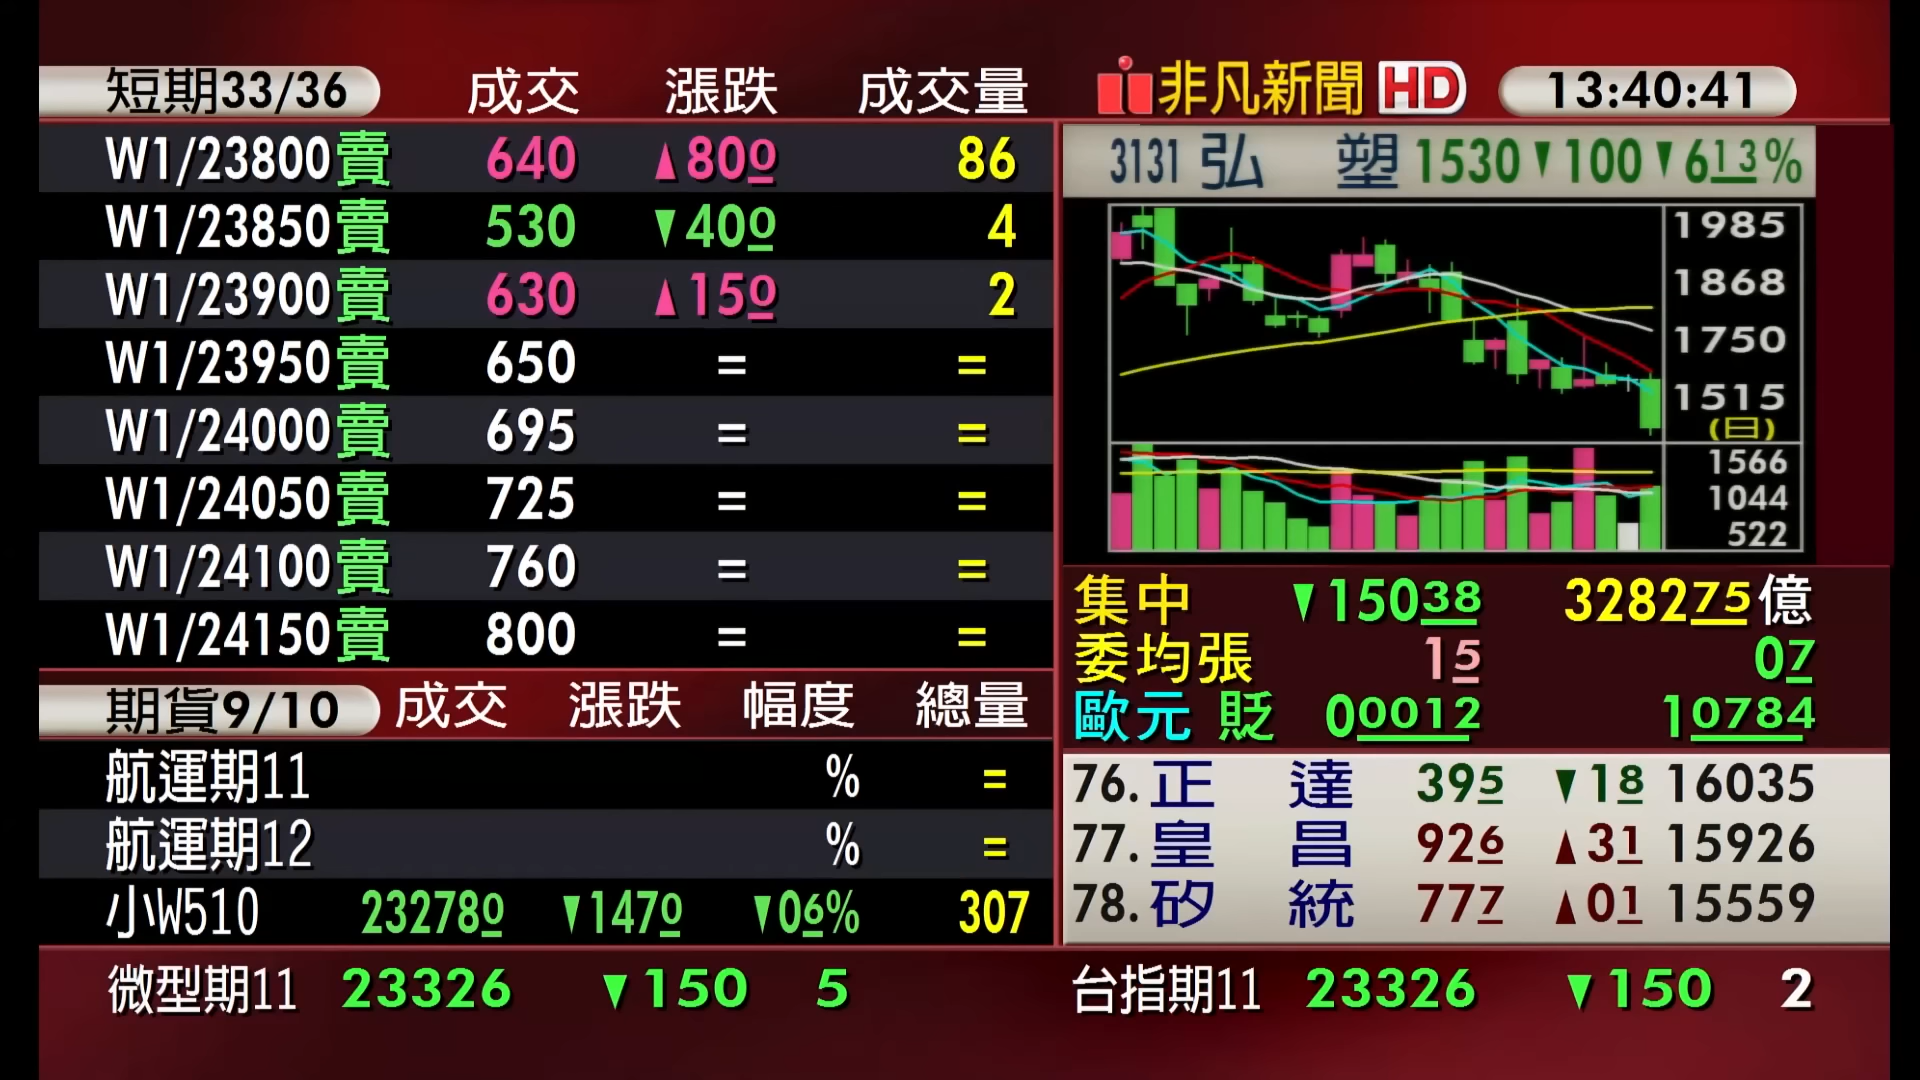 短期33/36 成交 漲跌 成交量
W1/23800賣 640 ▲800 86
W1/23850賣 530 ▼400 4
W1/23900賣 630 ▲150 2
W1/23950賣 650 = =
W1/24000賣 695 = =
W1/24050賣 725 = =
W1/24100賣 760 = =
W1/24150賣 800 = =
期貨9/10 成交 漲跌 幅度 總量
航運期11 % =
航運期12 % =
小W510 232780 ▼1470 ▼06% 307
微型期11 23326 ▼150 5
非凡新聞 HD 13:40:41
3131 弘塑 1530 ▼100 ▼613%
1985
1868
1750
1515
(日)
1566
1044
522
集中 ▼15038 328275億
委均張 15 07
歐元 貶 000012 10784
76.正達 395 ▼18 16035
77.皇昌 926 ▲31 15926
78.矽統 777 ▲01 15559
台指期11 23326 ▼150 2